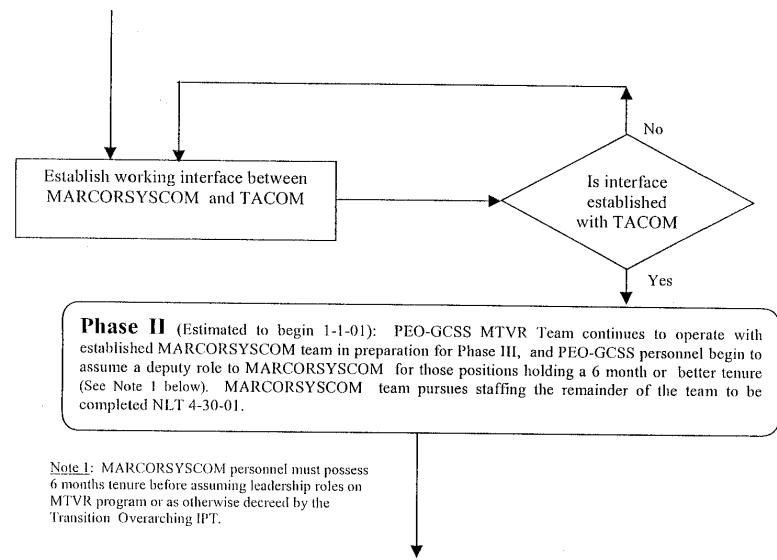 No
Establish working interface between
MARCORSYSCOM and TACOM
Is interface
established
with TACOM
Yes
Phase II (Estimated to begin 1-1-01): PEO-GCSS MTVR Team continues to operate with
established MARCORSYSCOM team in preparation for Phase III, and PEO-GCSS personnel begin to
assume a deputy role to MARCORSYSCOM for those positions holding a 6 month or better tenure
(See Note 1 below). MARCORSYSCOM team pursues staffing the remainder of the team to be
completed NLT 4-30-01.
Note 1: MARCORSYSCOM personnel must possess
6 months tenure before assuming leadership roles on
MTVR program or as otherwise decreed by the
Transition Overarching IPT.